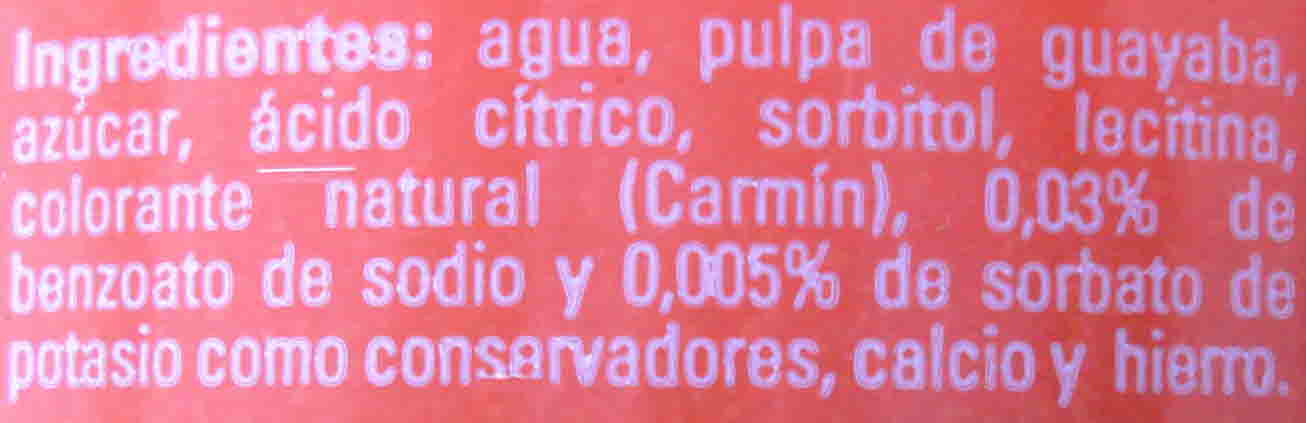 Ingredientes: agua, pulpa de guayaba,
azúcar, ácido cítrico, sorbitol, lecitina,
colorante natural (Carmín), 0,03% de
benzoato de sodio y 0,005% de sorbato de
potasio como conservadores, calcio y hierro.